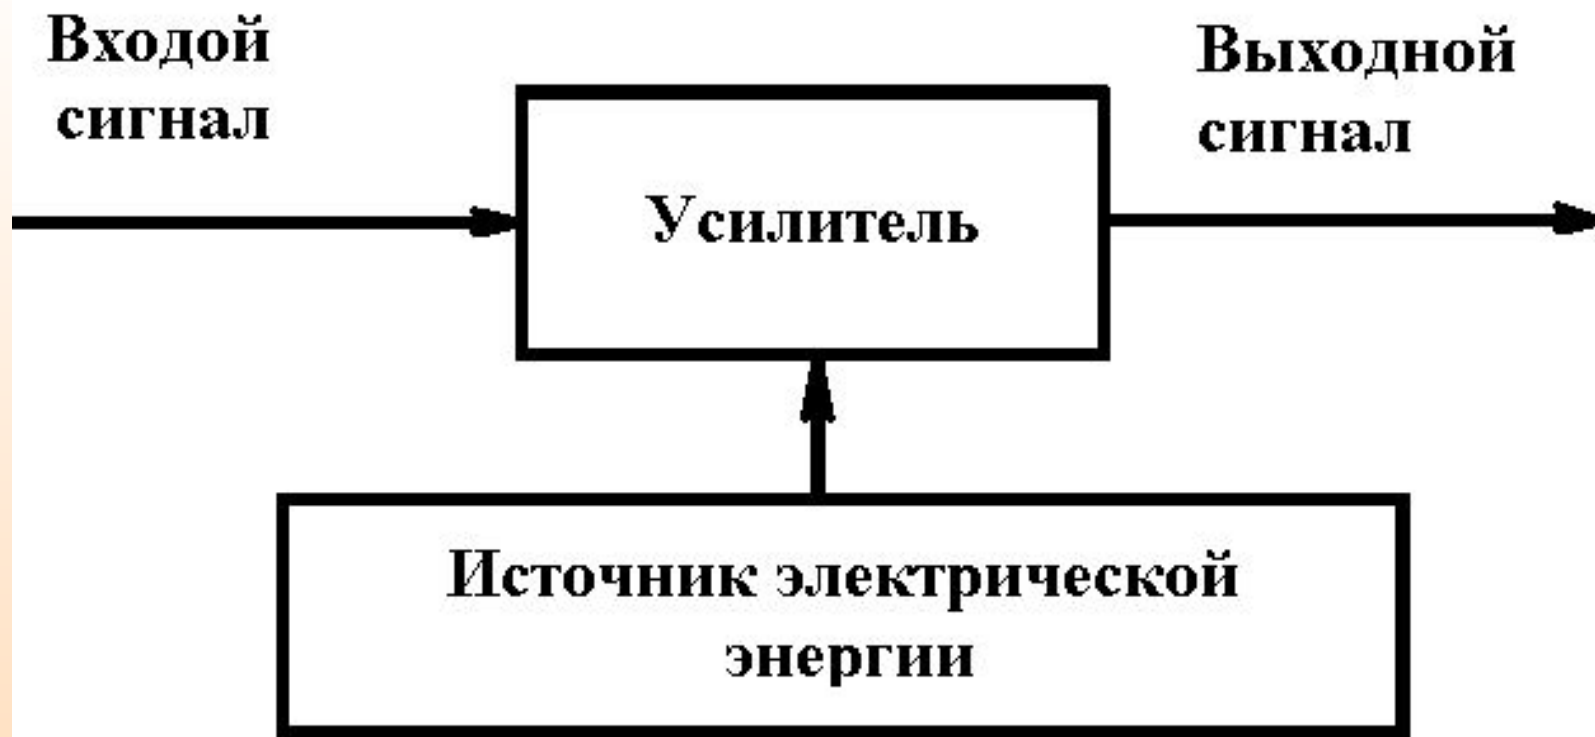 Входой
сигнал
Усилитель
Выходной
сигнал
Источник электрической
энергии